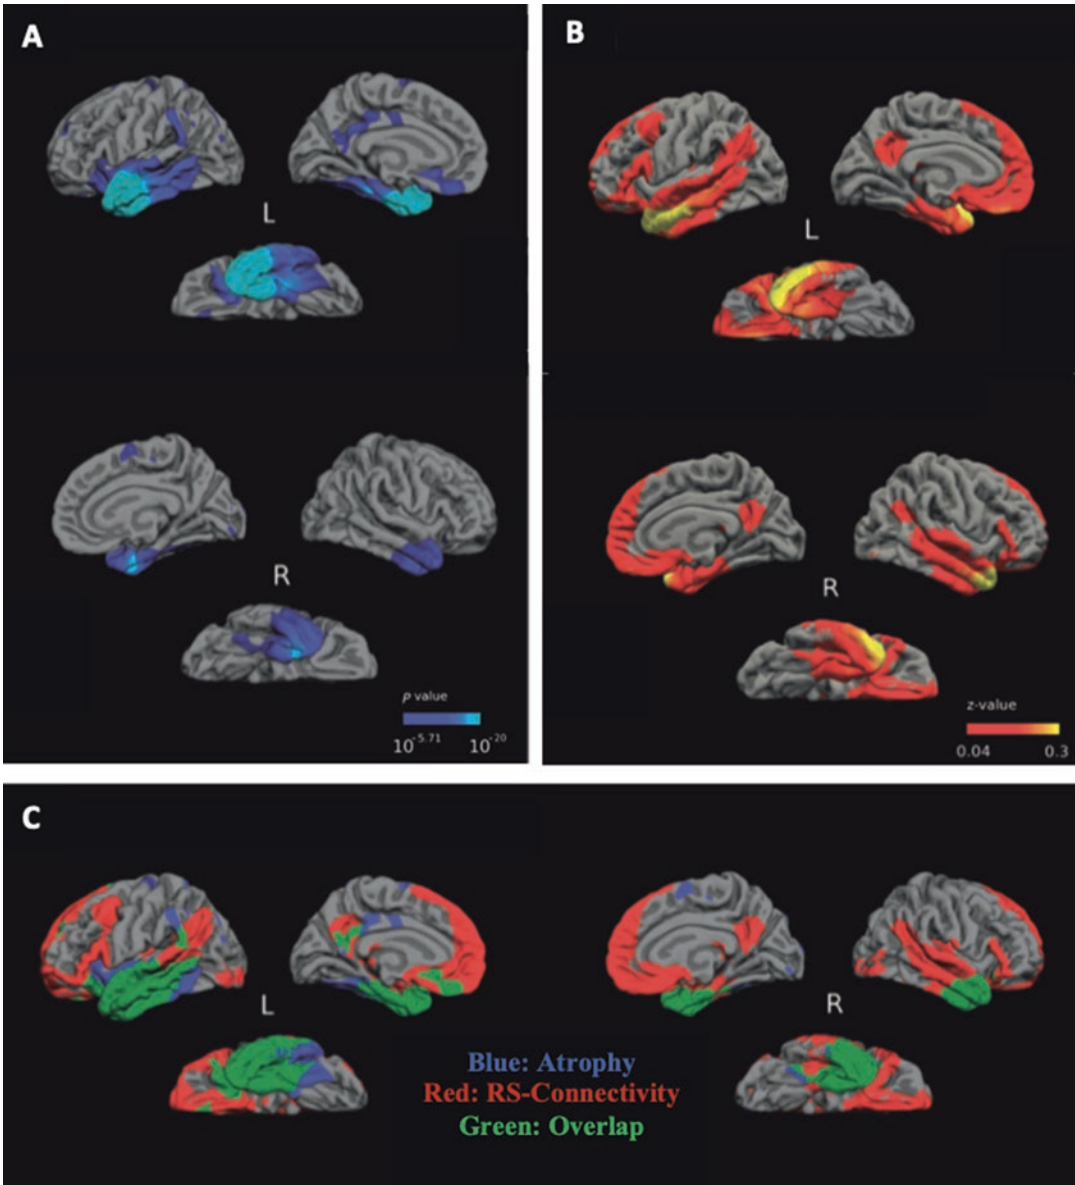 A
B
L
L
R
R
p value
10-5.71 10-20
z-value
0.04 0.3
C
L
R
Blue: Atrophy
Red: RS-Connectivity
Green: Overlap